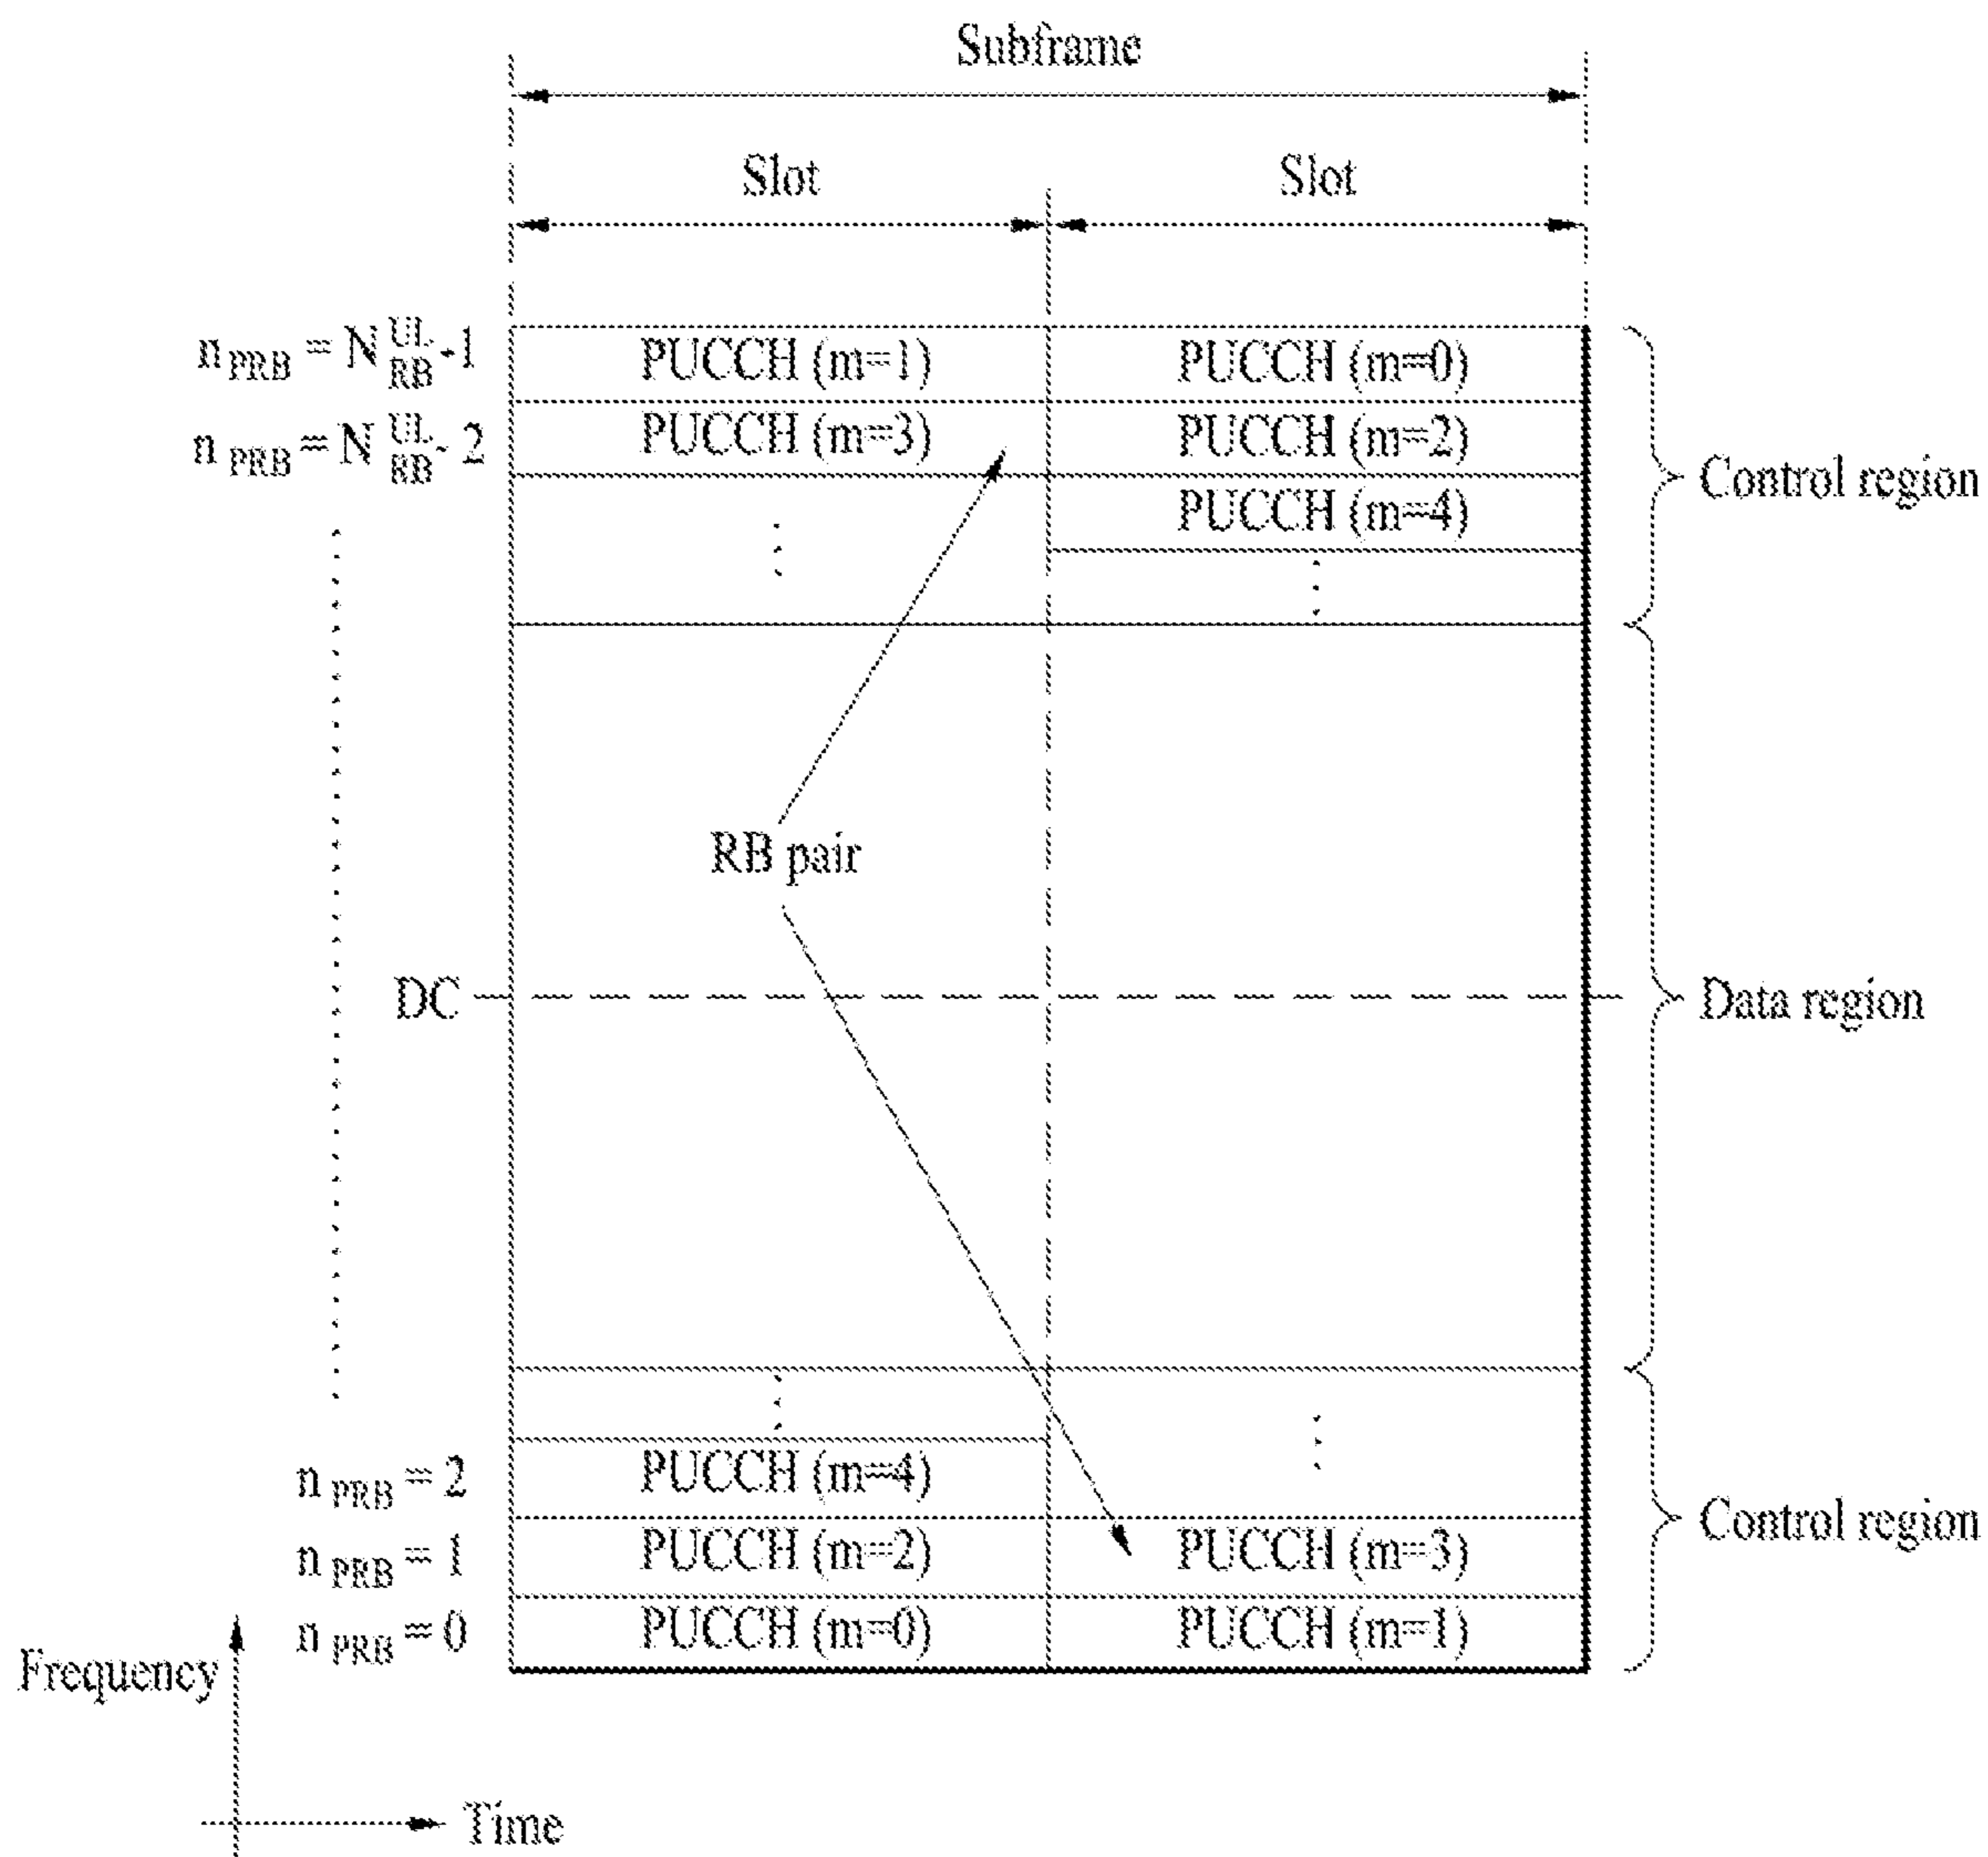 Subframe
Slot Slot
n PRB = N UL RB -1 PUCCH (m=1) PUCCH (m=0)
n PRB = N UL RB - 2 PUCCH (m=3) PUCCH (m=2)
Control region
PUCCH (m=4)
RB pair
DC Data region
n PRB = 2 PUCCH (m=4)
Control region
n PRB = 1 PUCCH (m=2) PUCCH (m=3)
n PRB = 0 PUCCH (m=0) PUCCH (m=1)
Frequency
Time